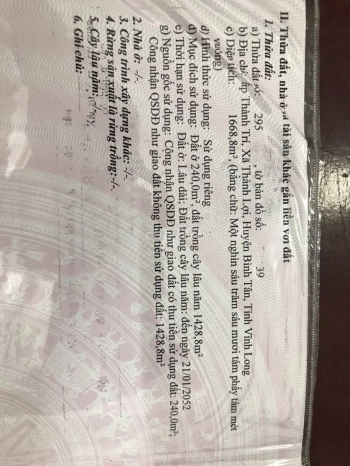 II. Thửa đất, nhà ở và tài sản khác gắn liền với đất
1. Thửa đất:
a) Thửa đất số: 295 , tờ bản đồ số: 39
b) Địa chỉ: ấp Thành Trị, Xã Thành Lợi, Huyện Bình Tân, Tỉnh Vĩnh Long
c) Diện tích: 1668,8m², (bằng chữ: Một nghìn sáu trăm sáu mươi tám phẩy tám mét
vuông)
d) Hình thức sử dụng: Sử dụng riêng
đ) Mục đích sử dụng: Đất ở 240,0m², đất trồng cây lâu năm 1428,8m²
e) Thời hạn sử dụng: Đất ở: Lâu dài; Đất trồng cây lâu năm: đến ngày 21/01/2052
g) Nguồn gốc sử dụng: Công nhận QSDĐ như giao đất có thu tiền sử dụng đất: 240,0m²;
Công nhận QSDĐ như giao đất không thu tiền sử dụng đất: 1428,8m²
2. Nhà ở: -/-.
3. Công trình xây dựng khác: -/-.
4. Rừng sản xuất là rừng trồng: -/-.
5. Cây lâu năm:
6. Ghi chú: